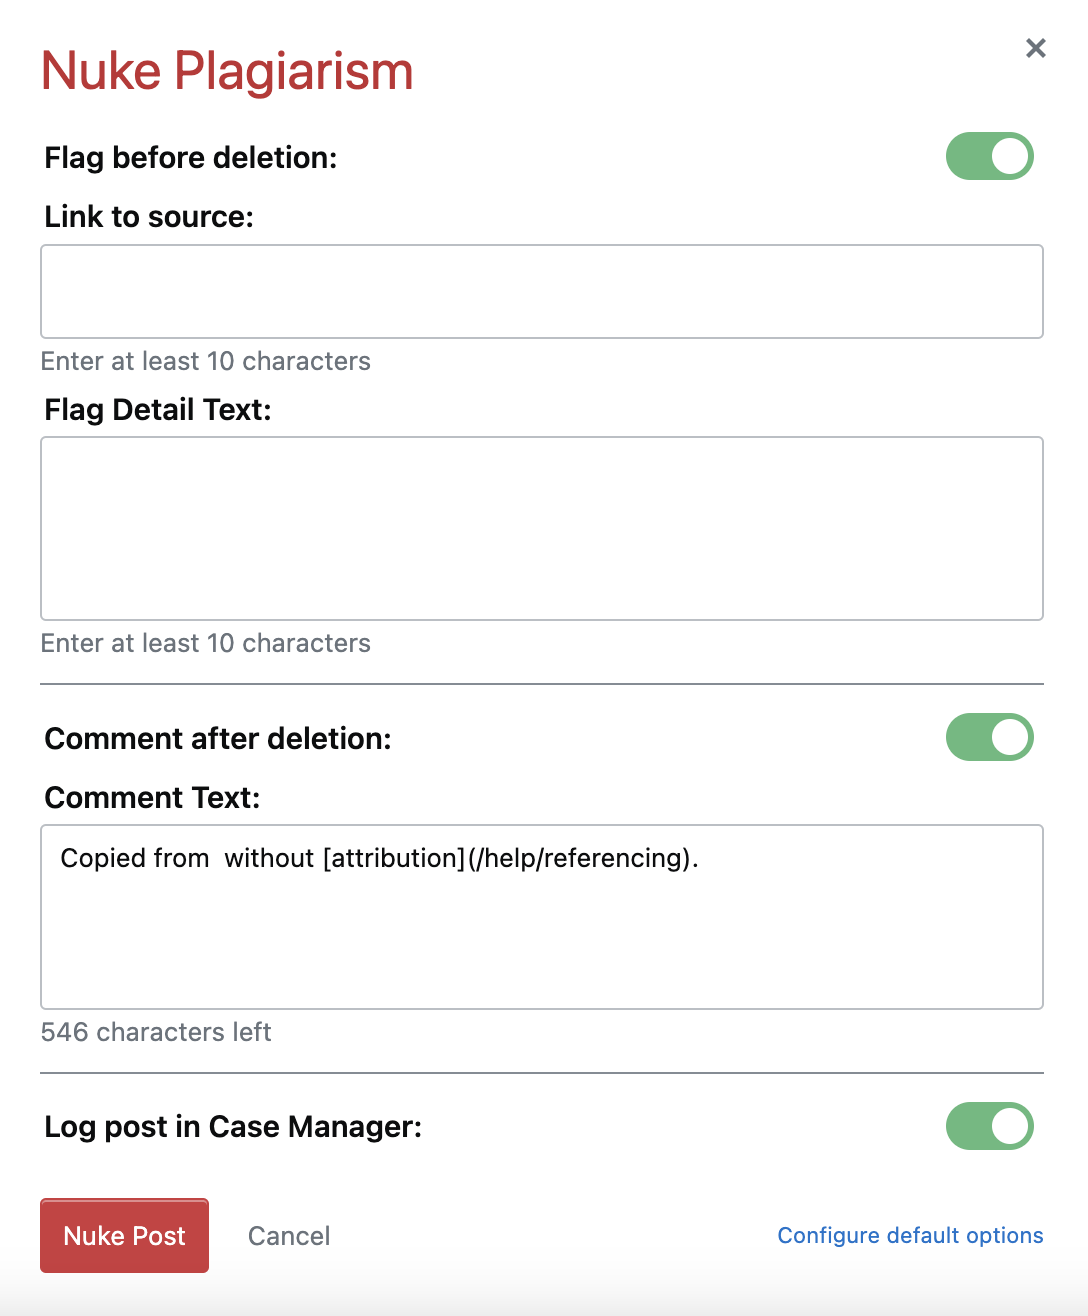 Nuke Plagiarism
Flag before deletion:
Link to source:
Enter at least 10 characters
Flag Detail Text:
Enter at least 10 characters
Comment after deletion:
Comment Text:
Copied from  without [attribution](/help/referencing).
546 characters left
Log post in Case Manager:
Nuke Post
Cancel
Configure default options